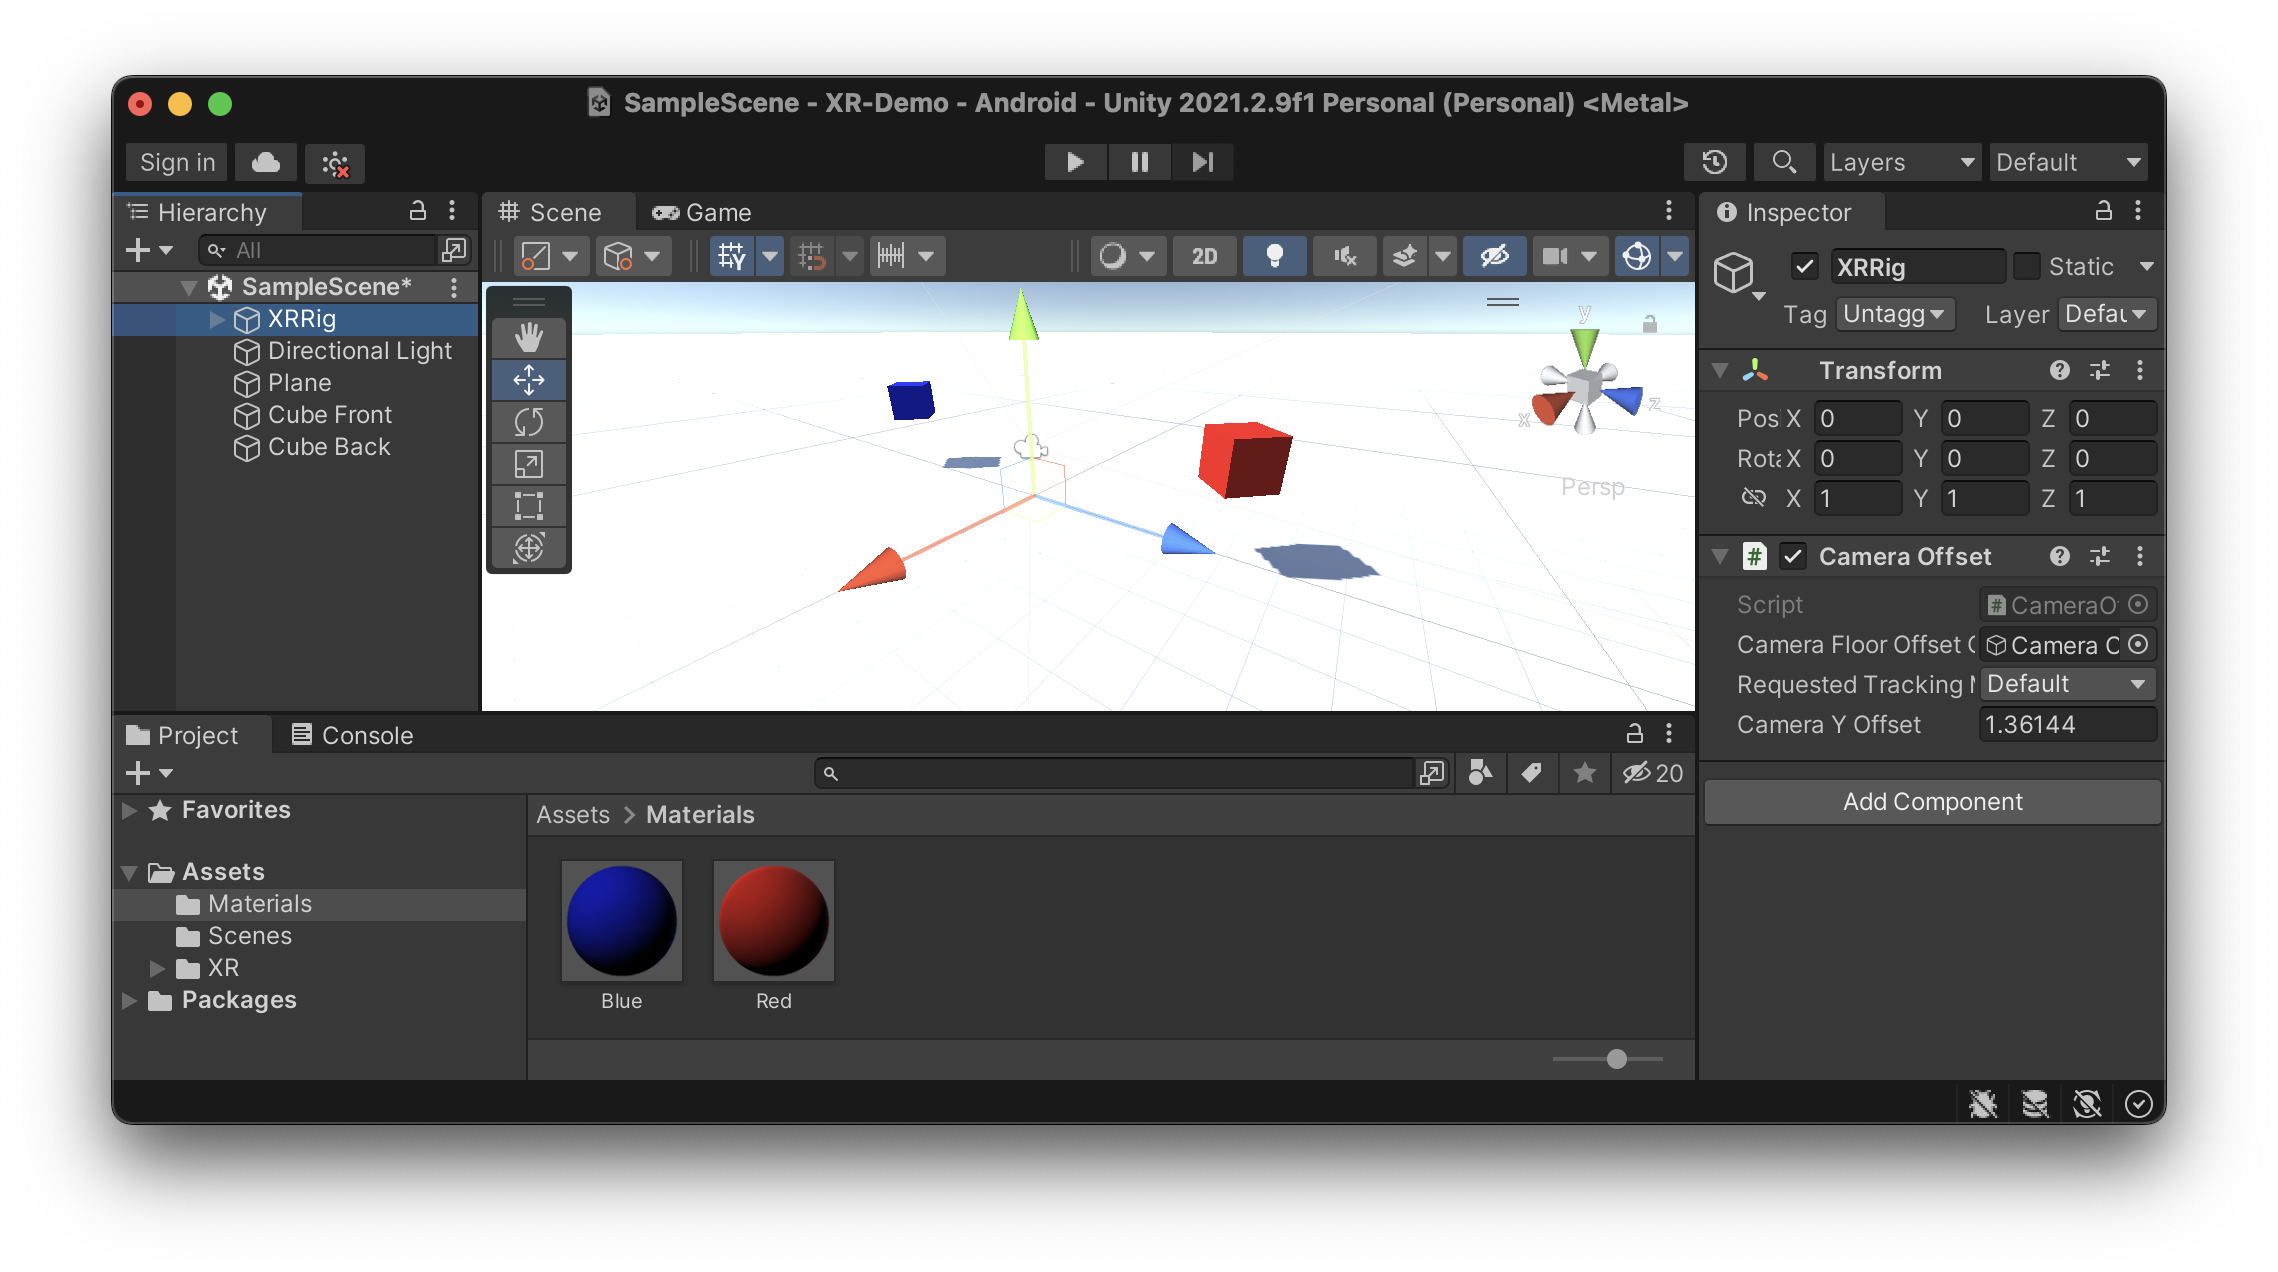 SampleScene - XR-Demo - Android - Unity 2021.2.9f1 Personal (Personal) <Metal>
Sign in
Layers
Default
Hierarchy
All
SampleScene*
XRRig
Directional Light
Plane
Cube Front
Cube Back
Scene
Game
2D
y
x
z
Persp
Inspector
XRRig
Static
Tag Untagg Layer Defau
Transform
Pos X 0 Y 0 Z 0
Rota X 0 Y 0 Z 0
X 1 Y 1 Z 1
# Camera Offset
Script # CameraO
Camera Floor Offset Camera O
Requested Tracking Default
Camera Y Offset 1.36144
Add Component
Project
Console
20
Favorites
Assets
Materials
Scenes
XR
Packages
Assets > Materials
Blue
Red